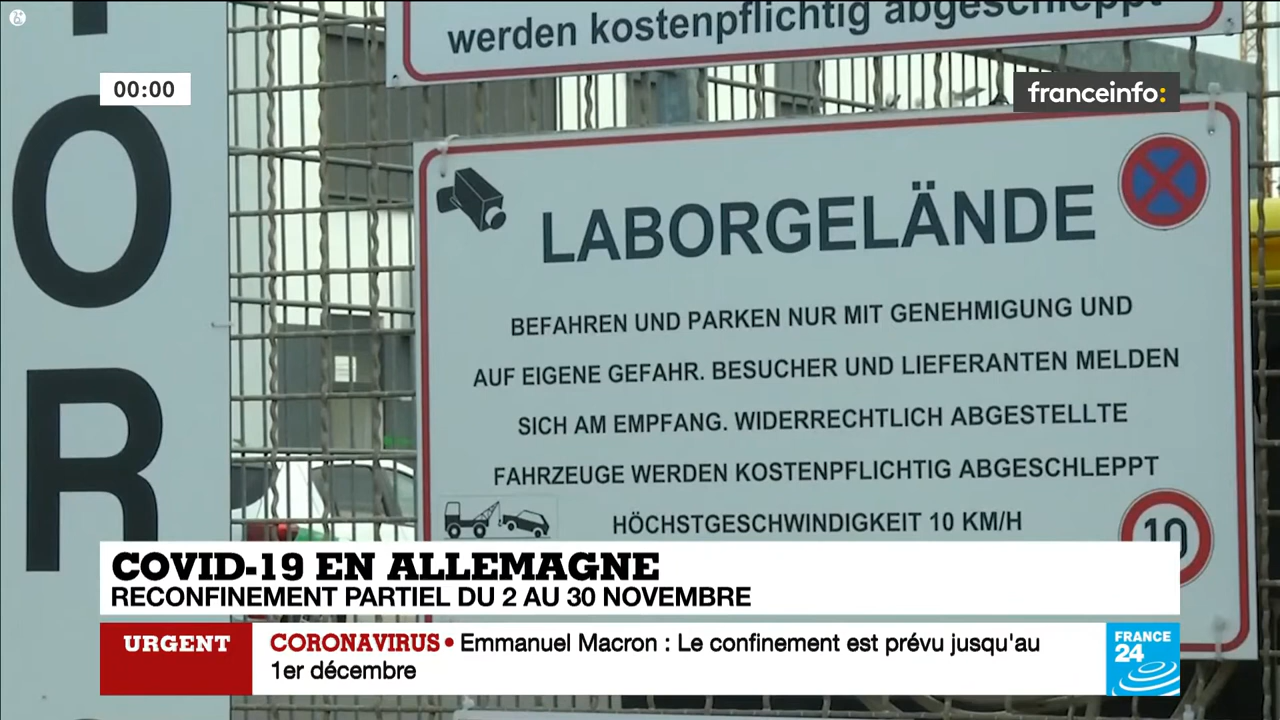 werden kostenpflichtig abgeschleppt
00:00
franceinfo:
O
R
LABORGELÄNDE
BEFAHREN UND PARKEN NUR MIT GENEHMIGUNG UND
AUF EIGENE GEFAHR. BESUCHER UND LIEFERANTEN MELDEN
SICH AM EMPFANG. WIDERRECHTLICH ABGESTELLTE
FAHRZEUGE WERDEN KOSTENPFLICHTIG ABGESCHLEPPT
HÖCHSTGESCHWINDIGKEIT 10 KM/H
10
COVID-19 EN ALLEMAGNE
RECONFINEMENT PARTIEL DU 2 AU 30 NOVEMBRE
URGENT
CORONAVIRUS • Emmanuel Macron : Le confinement est prévu jusqu'au
1er décembre
FRANCE
24